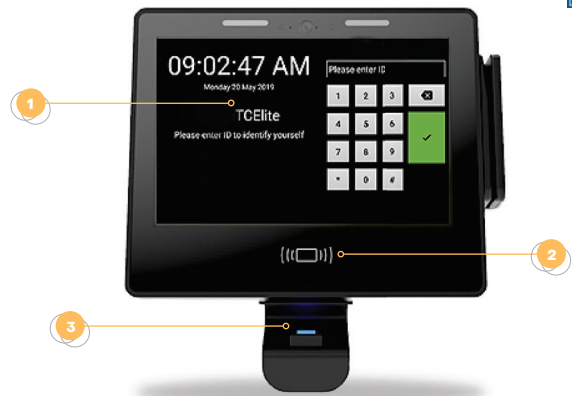 09:02:47 AM
Monday 20 May 2019
TCElite
Please enter ID to identify yourself
Please enter ID
1 2 3
4 5 6
7 8 9
* 0 #
1
2
3